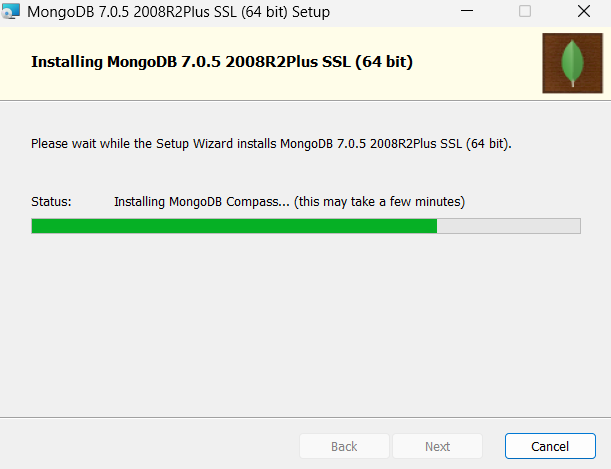 MongoDB 7.0.5 2008R2Plus SSL (64 bit) Setup
Installing MongoDB 7.0.5 2008R2Plus SSL (64 bit)
Please wait while the Setup Wizard installs MongoDB 7.0.5 2008R2Plus SSL (64 bit).
Status: Installing MongoDB Compass... (this may take a few minutes)
Back Next Cancel